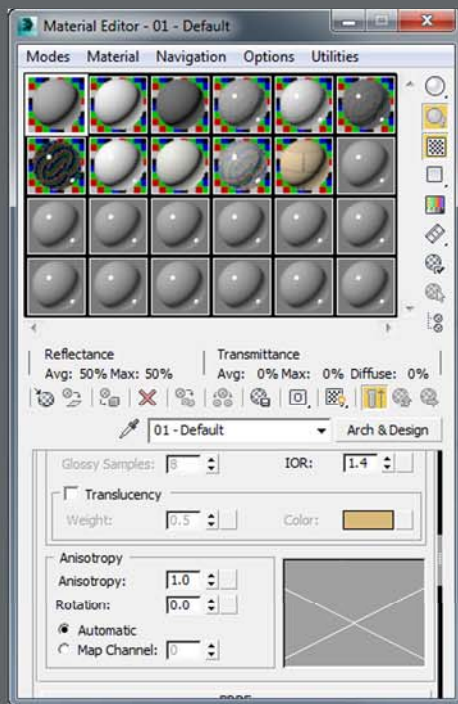 Material Editor - 01 - Default
Modes Material Navigation Options Utilities
Reflectance Transmittance
Avg: 50% Max: 50% Avg: 0% Max: 0% Diffuse: 0%
01 - Default Arch & Design
Glossy Samples: 8 IOR: 1.4
Translucency
Weight: 0.5 Color:
Anisotropy
Anisotropy: 1.0
Rotation: 0.0
Automatic
Map Channel: 0